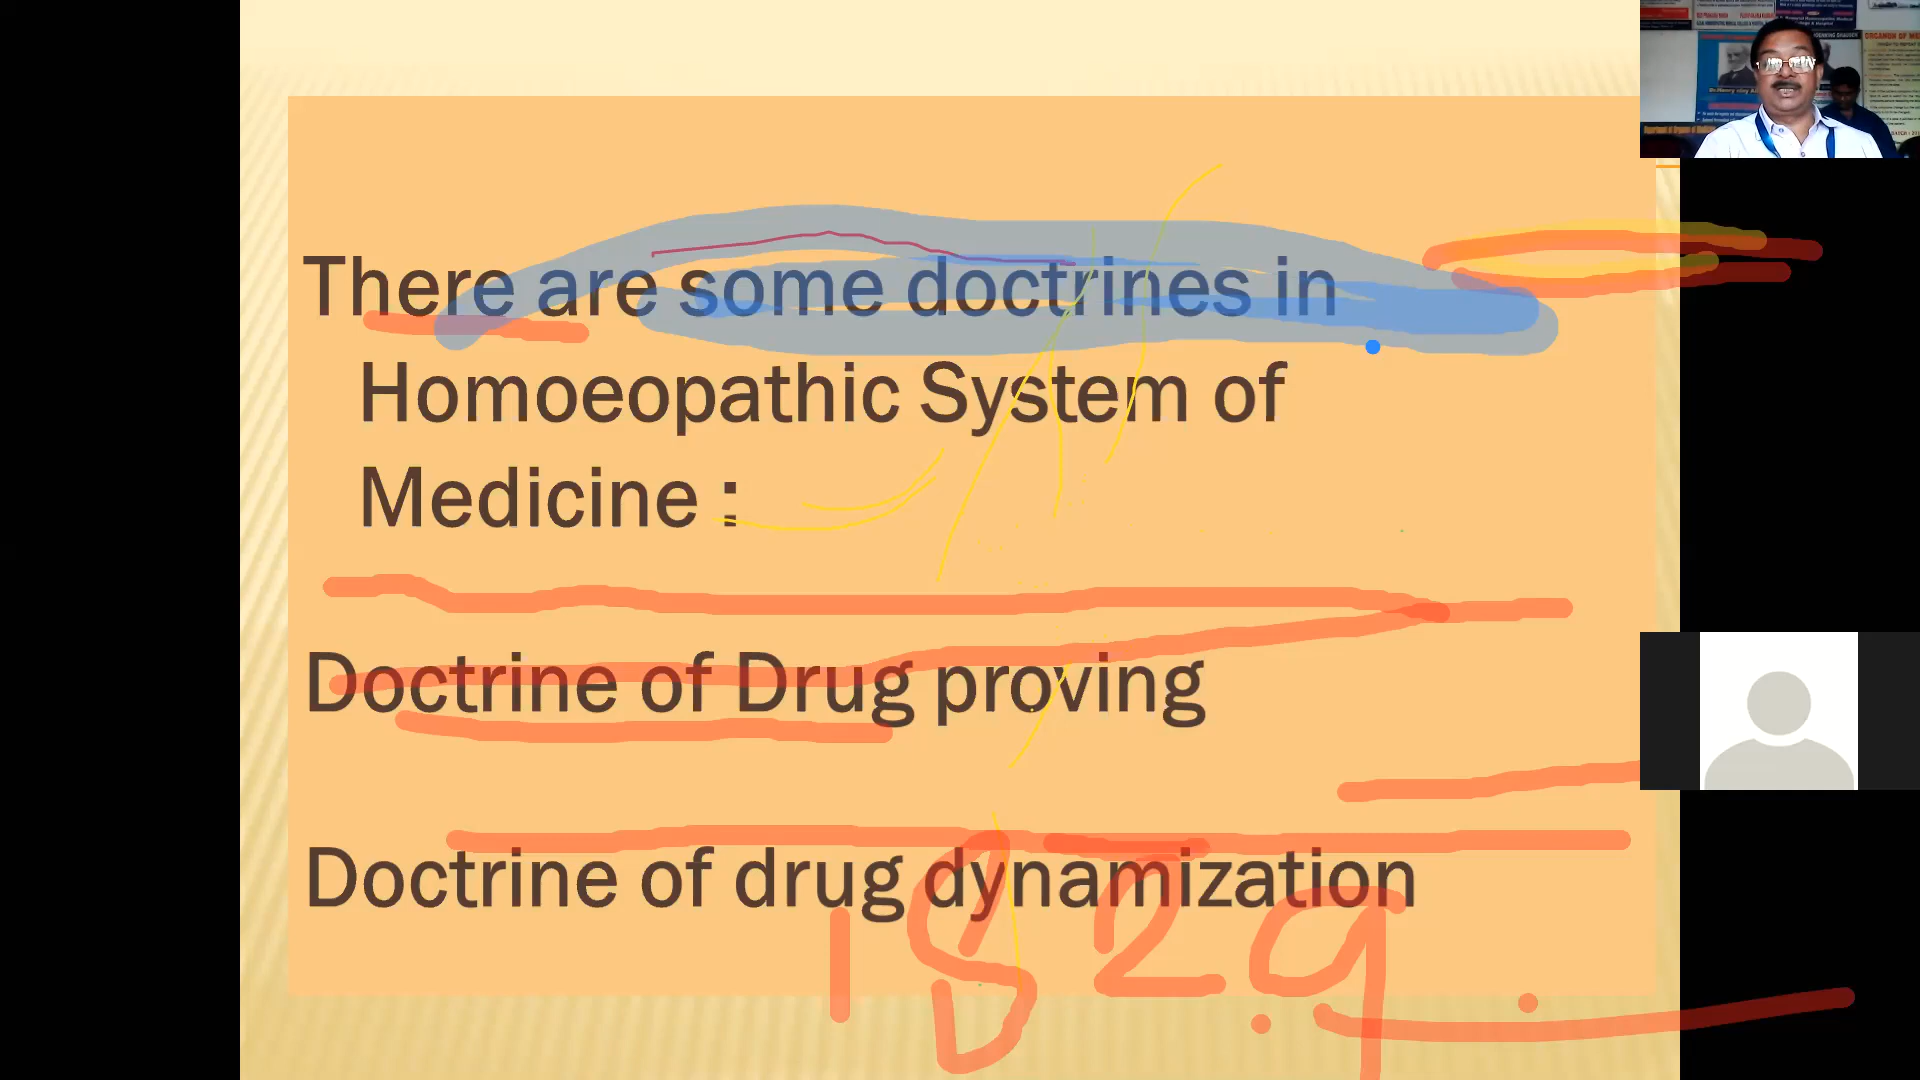 There are some doctrines in
Homoeopathic System of
Medicine :
Doctrine of Drug proving
Doctrine of drug dynamization
1829